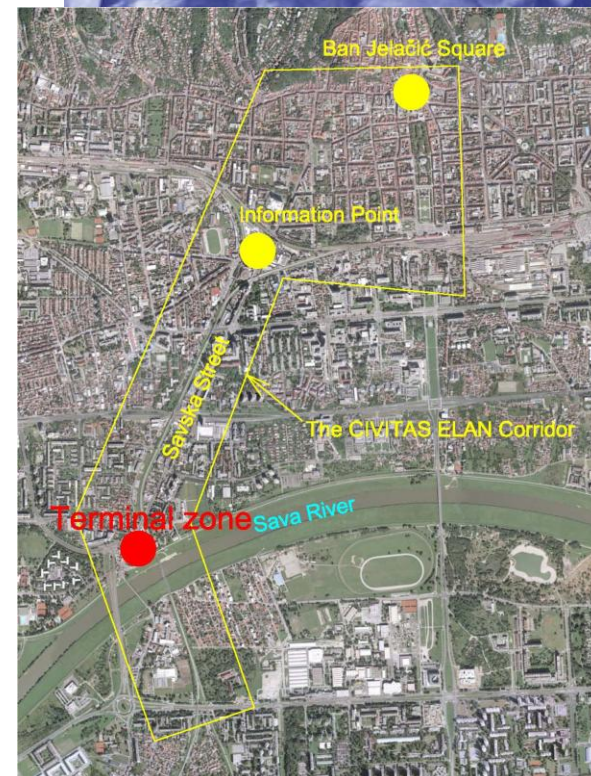 Ban Jelačić Square
Information Point
Savska Street
The CIVITAS ELAN Corridor
Terminal zone
Sava River